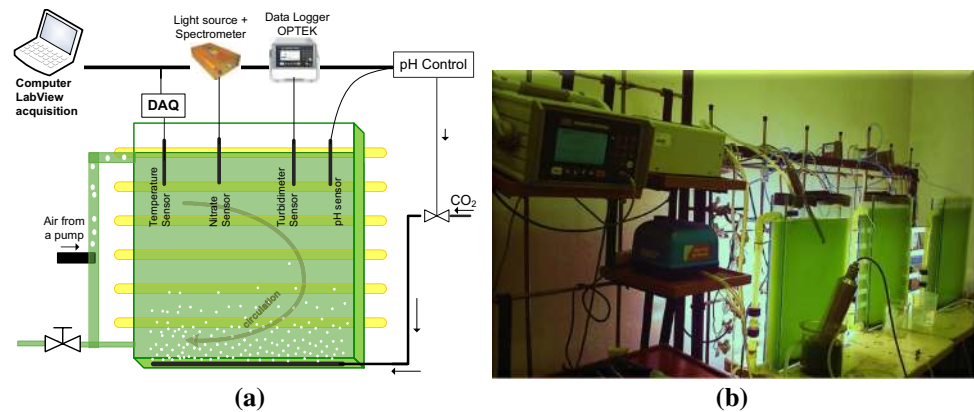 Light source +
Spectrometer
Data Logger
OPTEK
pH Control
Computer
LabView
acquisition
DAQ
Temperature
Sensor
Nitrate
Sensor
Turbidimeter
Sensor
pH sensor
CO2
Air from
a pump
circulation
(a)
(b)